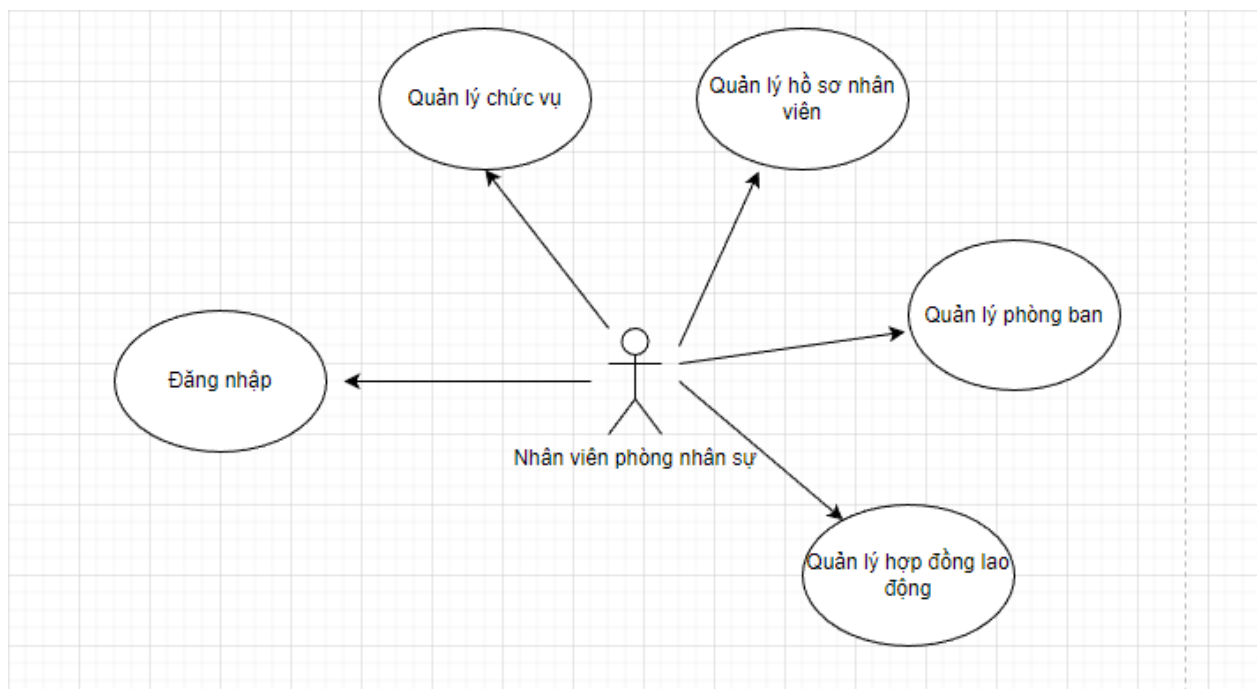 Quản lý chức vụ
Quản lý hồ sơ nhân
viên
Quản lý phòng ban
Đăng nhập
Nhân viên phòng nhân sự
Quản lý hợp đồng lao
động